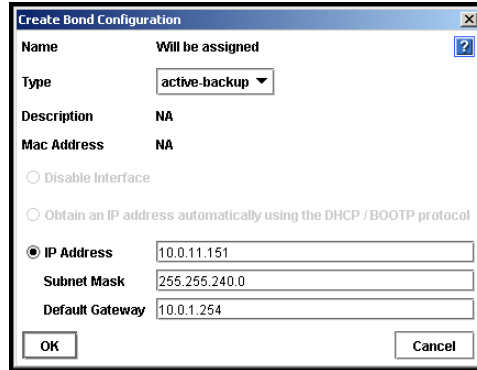 Create Bond Configuration
Name Will be assigned
Type active-backup
Description NA
Mac Address NA
Disable Interface
Obtain an IP address automatically using the DHCP / BOOTP protocol
IP Address 10.0.11.151
Subnet Mask 255.255.240.0
Default Gateway 10.0.1.254
OK Cancel